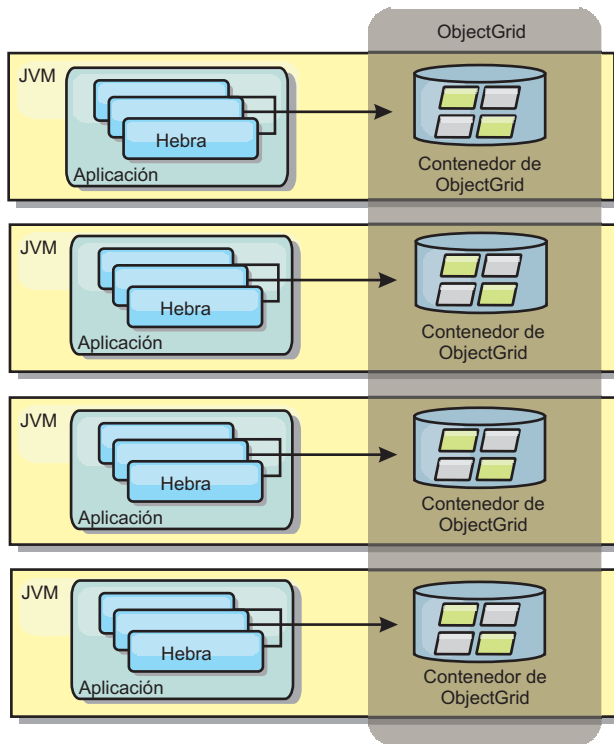 ObjectGrid
JVM
Hebra
Aplicación
Contenedor de
ObjectGrid
JVM
Hebra
Aplicación
Contenedor de
ObjectGrid
JVM
Hebra
Aplicación
Contenedor de
ObjectGrid
JVM
Hebra
Aplicación
Contenedor de
ObjectGrid